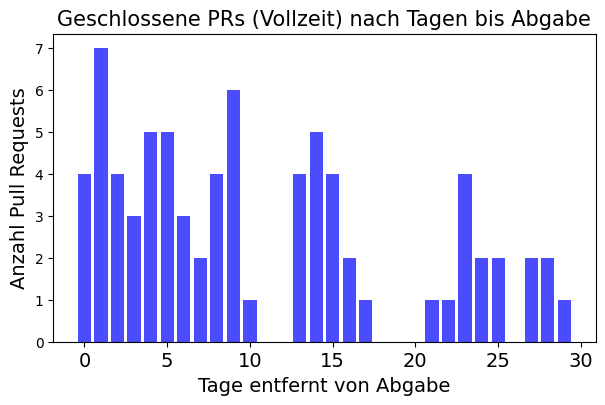 Geschlossene PRs (Vollzeit) nach Tagen bis Abgabe
Anzahl Pull Requests
7
6
5
4
3
2
1
0
0 5 10 15 20 25 30
Tage entfernt von Abgabe